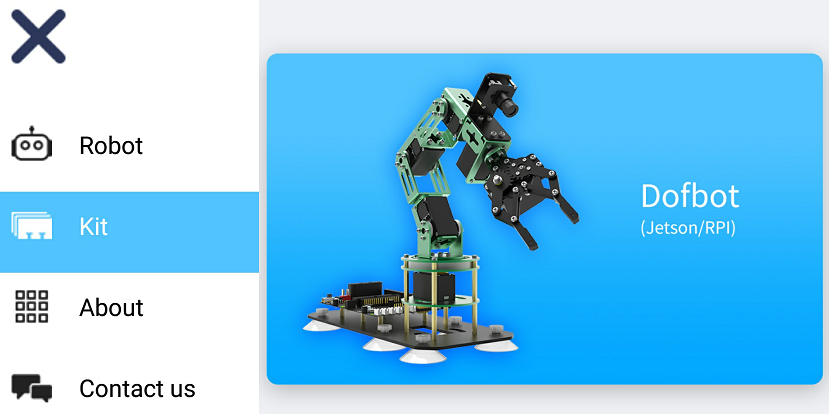 Robot
Kit
About
Contact us
Dofbot
(Jetson/RPI)